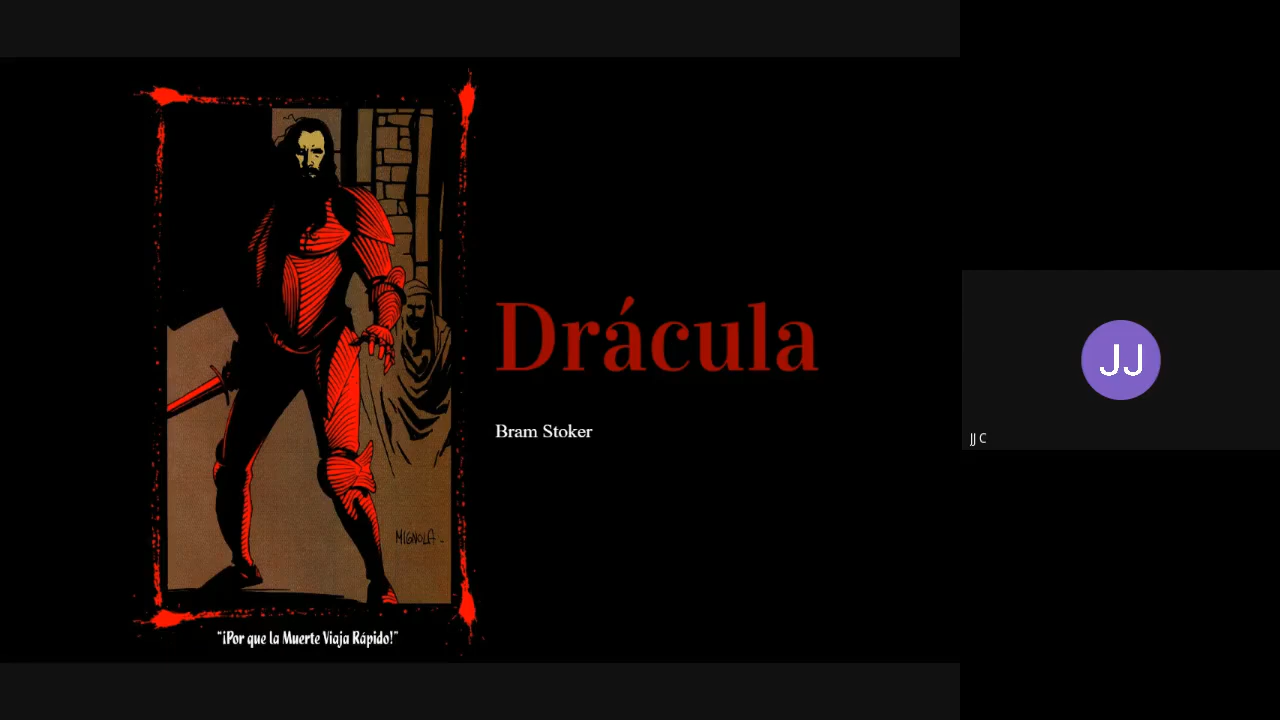 Drácula
Bram Stoker
MIGNOLA.
“¡Por que la Muerte Viaja Rápido!”
JJ
JJ C